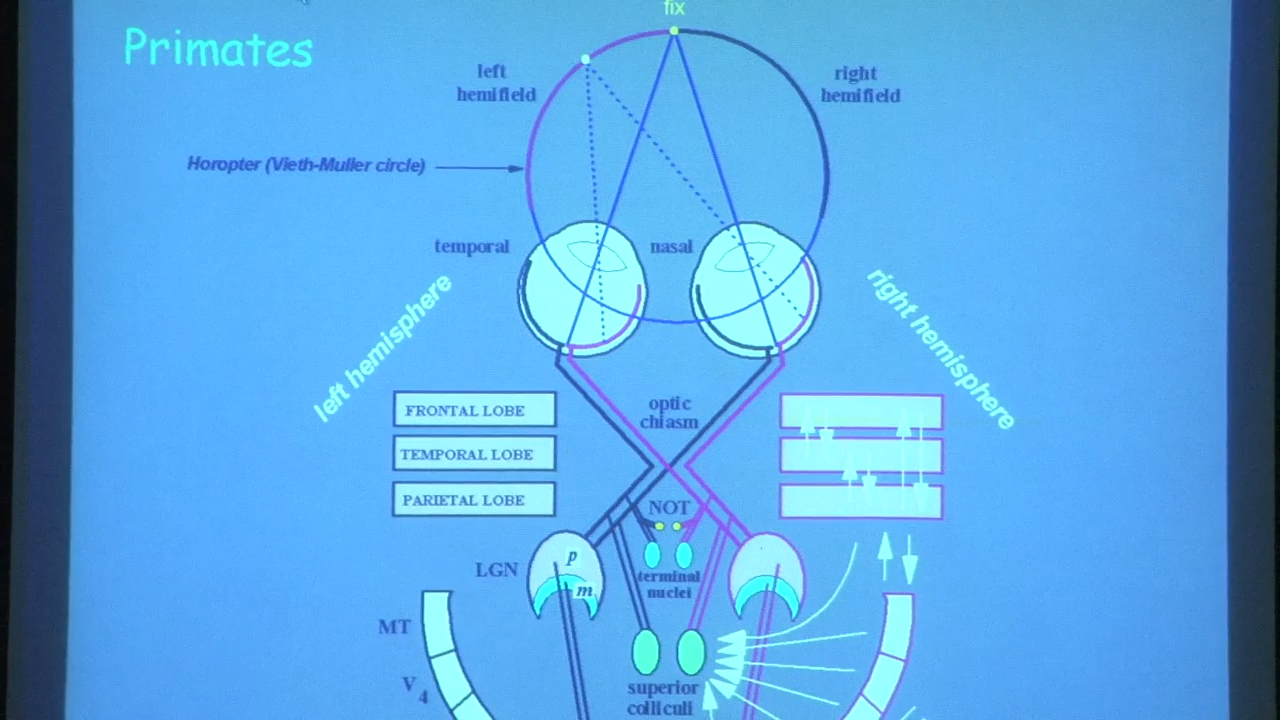 fix
Primates
left
hemifield
right
hemifield
Horopter (Vieth-Muller circle)
temporal
nasal
left hemisphere
right hemisphere
FRONTAL LOBE
optic
chiasm
TEMPORAL LOBE
PARIETAL LOBE
NOT
LGN
p
m
terminal
nuclei
MT
V4
superior
colliculi